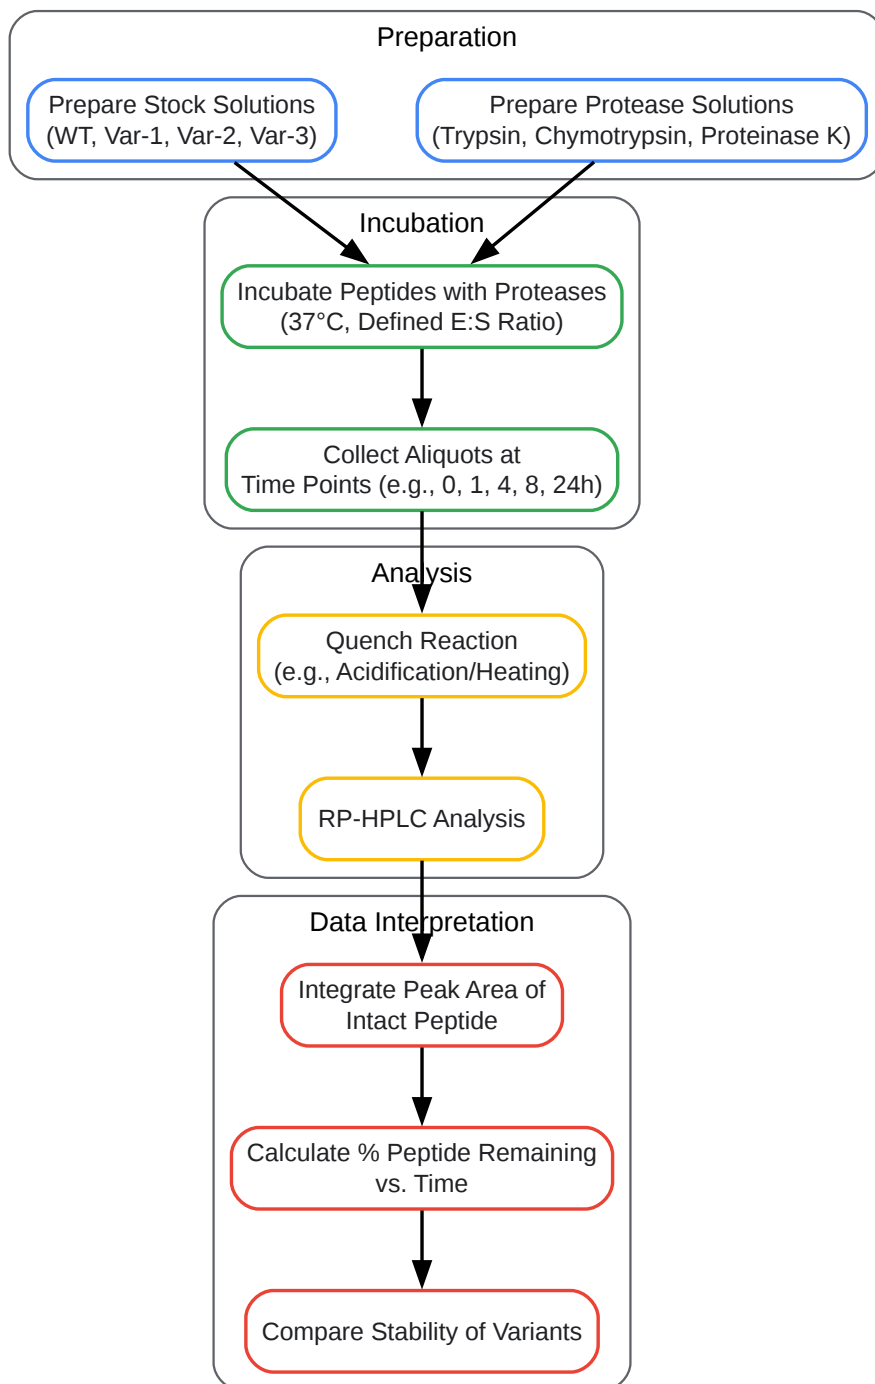 Preparation
Prepare Stock Solutions
(WT, Var-1, Var-2, Var-3)
Prepare Protease Solutions
(Trypsin, Chymotrypsin, Proteinase K)
Incubation
Incubate Peptides with Proteases
(37°C, Defined E:S Ratio)
Collect Aliquots at
Time Points (e.g., 0, 1, 4, 8, 24h)
Analysis
Quench Reaction
(e.g., Acidification/Heating)
RP-HPLC Analysis
Data Interpretation
Integrate Peak Area of
Intact Peptide
Calculate % Peptide Remaining
vs. Time
Compare Stability of Variants